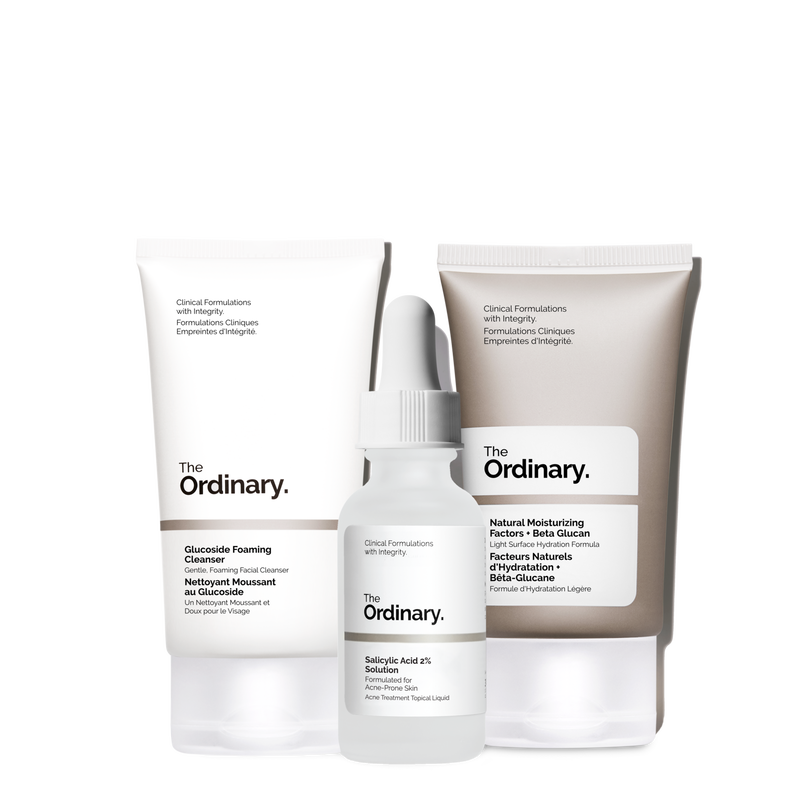 Clinical Formulations
with Integrity.
Formulations Cliniques
Empreintes d'Intégrité.
The
Ordinary.
Glucoside Foaming
Cleanser
Gentle, Foaming Facial Cleanser
Nettoyant Moussant
au Glucoside
Un Nettoyant Moussant et
Doux pour le Visage
Clinical Formulations
with Integrity.
The
Ordinary.
Salicylic Acid 2%
Solution
Formulated for
Acne-Prone Skin
Acne Treatment Topical Liquid
Clinical Formulations
with Integrity.
Formulations Cliniques
Empreintes d'Intégrité.
The
Ordinary.
Natural Moisturizing
Factors + Beta Glucan
Light Surface Hydration Formula
Facteurs Naturels
d'Hydratation +
Bêta-Glucane
Formule d'Hydratation Légère